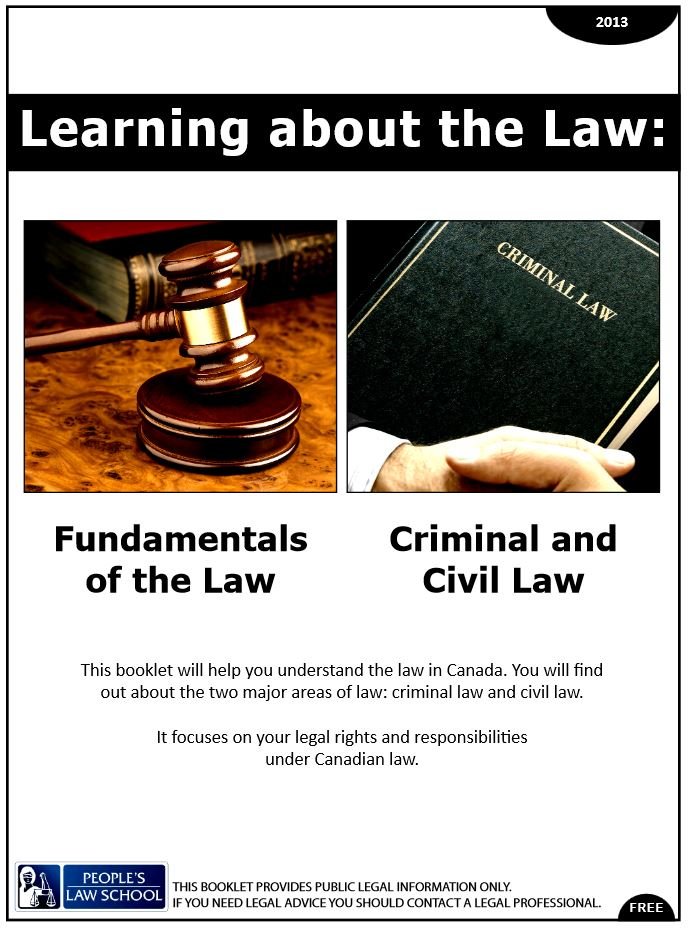 2013
Learning about the Law:
CRIMINAL LAW
Fundamentals
of the Law
Criminal and
Civil Law
This booklet will help you understand the law in Canada. You will find
out about the two major areas of law: criminal law and civil law.
It focuses on your legal rights and responsibilities
under Canadian law.
PEOPLE'S
LAW SCHOOL
THIS BOOKLET PROVIDES PUBLIC LEGAL INFORMATION ONLY.
IF YOU NEED LEGAL ADVICE YOU SHOULD CONTACT A LEGAL PROFESSIONAL.
FREE